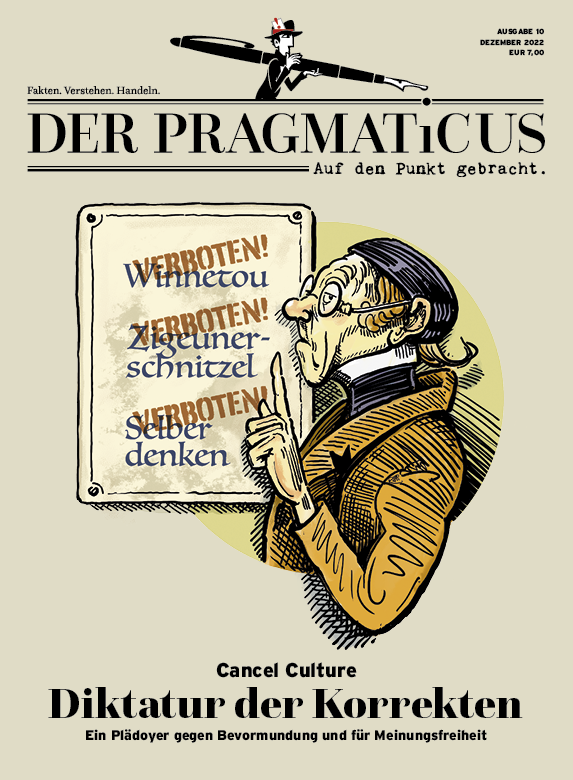 AUSGABE 10
DEZEMBER 2022
EUR 7,00
Fakten. Verstehen. Handeln.
DER PRAGMATiCUS
Auf den Punkt gebracht.
VERBOTEN!
Winnetou
VERBOTEN!
Zigeuner-
schnitzel
VERBOTEN!
Selber
denken
Cancel Culture
Diktatur der Korrekten
Ein Plädoyer gegen Bevormundung und für Meinungsfreiheit